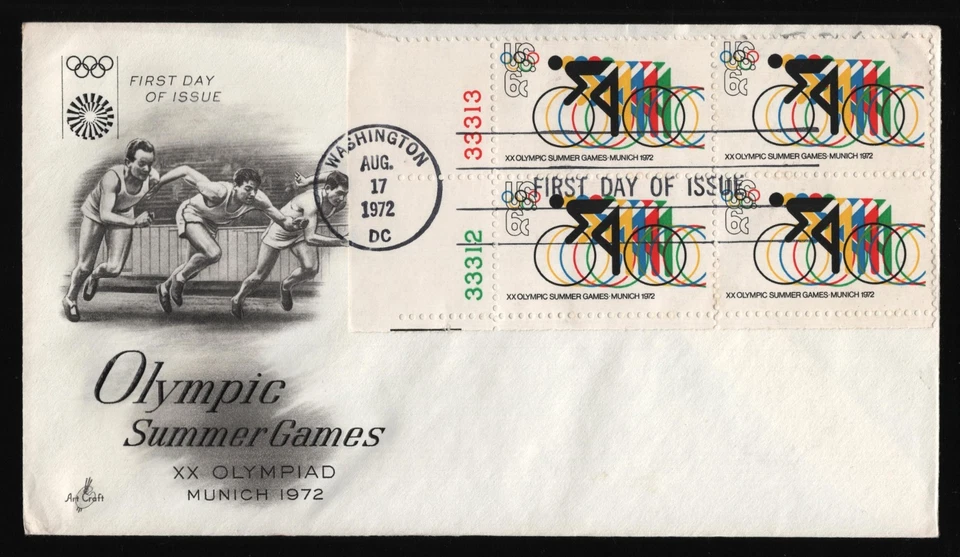 FIRST DAY
OF ISSUE
WASHINGTON
AUG.
17
1972
DC
FIRST DAY OF ISSUE
33313
33312
US
6c
XX OLYMPIC SUMMER GAMES·MUNICH 1972
US
6c
XX OLYMPIC SUMMER GAMES·MUNICH 1972
US
6c
XX OLYMPIC SUMMER GAMES·MUNICH 1972
US
6c
XX OLYMPIC SUMMER GAMES·MUNICH 1972
Olympic
Summer Games
XX OLYMPIAD
MUNICH 1972
Art Craft